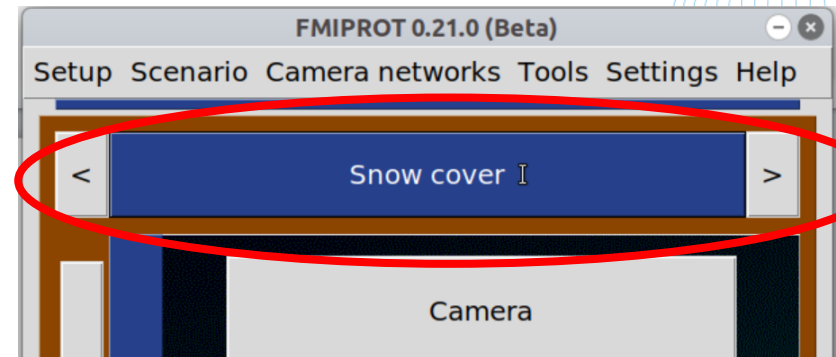 FMIPROT 0.21.0 (Beta)
Setup Scenario Camera networks Tools Settings Help
< Snow cover >
Camera